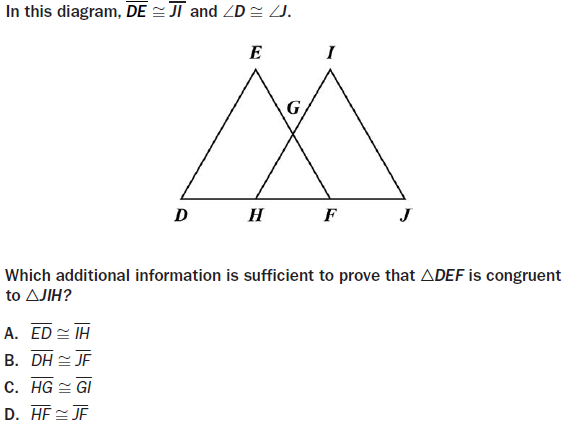 In this diagram, DE ≅ JI and ∠D ≅ ∠J.
E I
G
D H F J
Which additional information is sufficient to prove that △DEF is congruent
to △JIH?
A. ED ≅ IH
B. DH ≅ JF
C. HG ≅ GI
D. HF ≅ JF